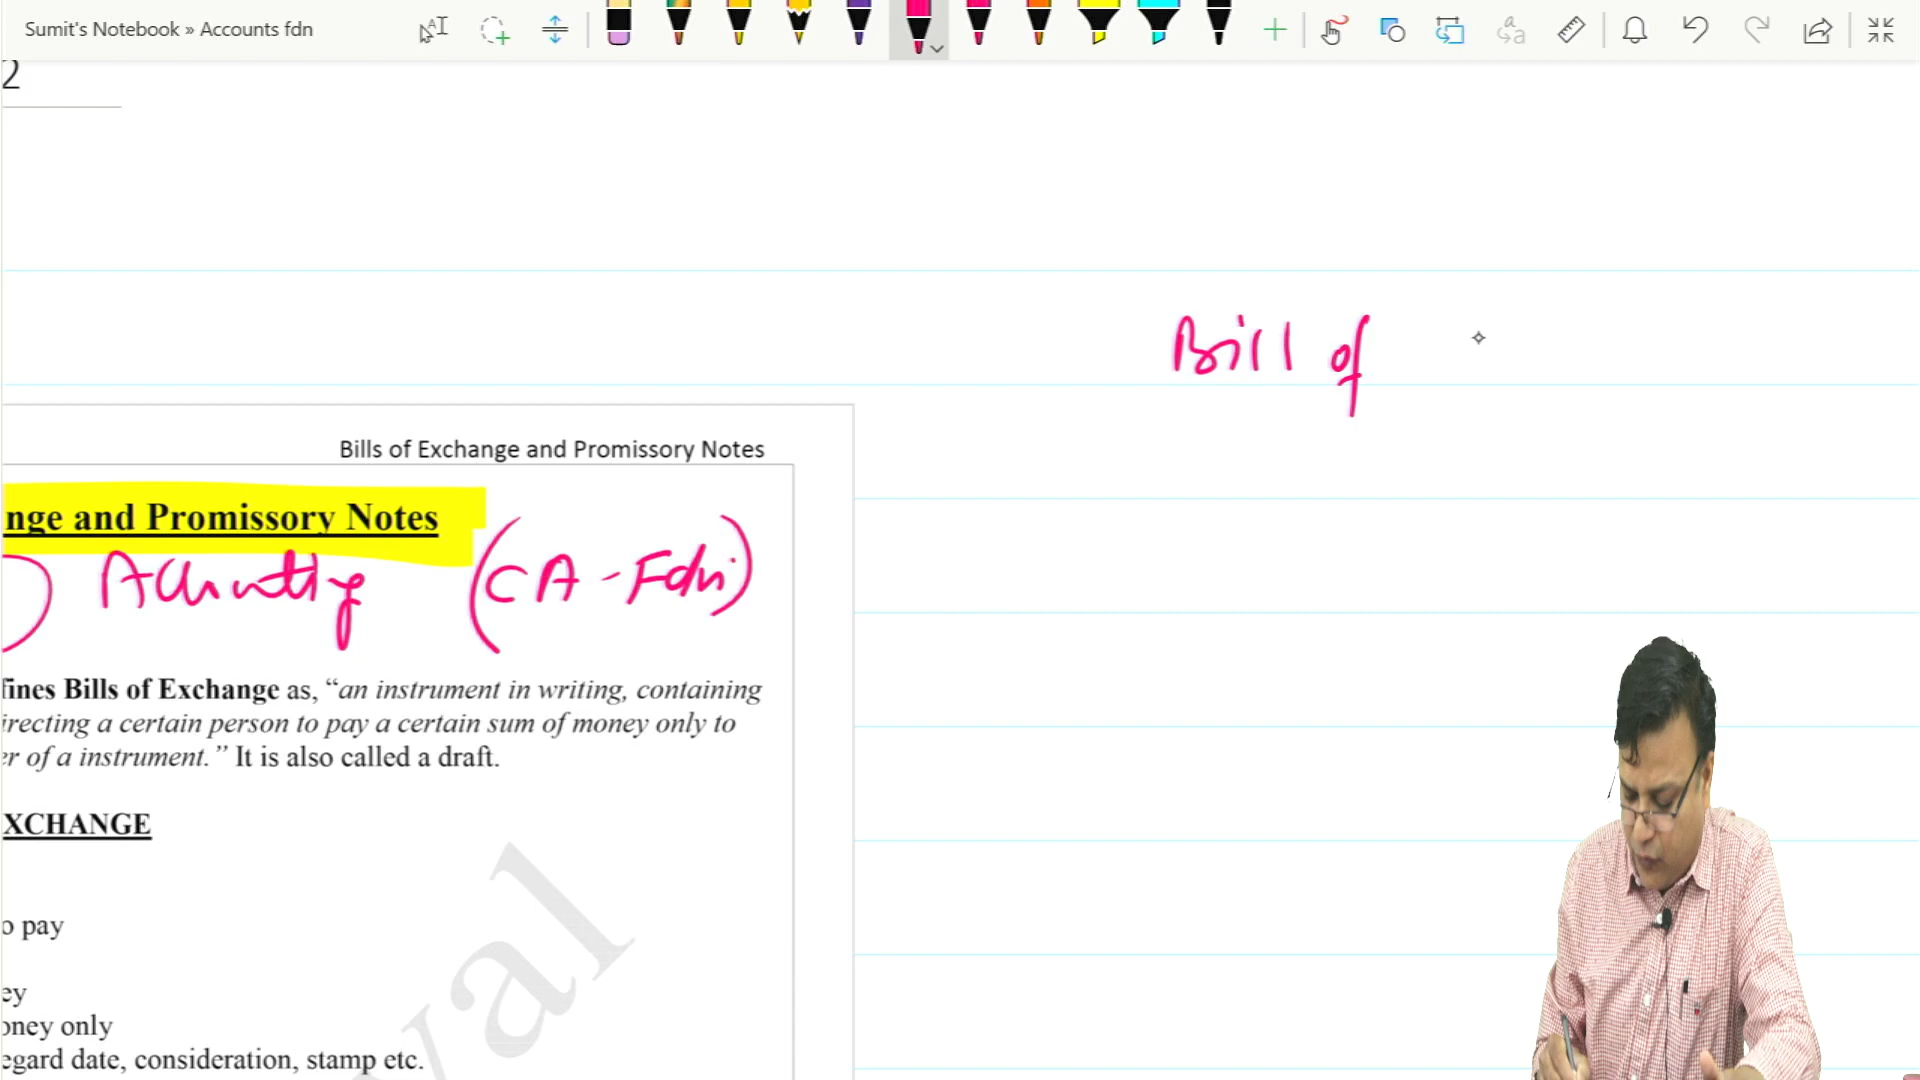 Sumit's Notebook » Accounts fdn
2
Bill of
Bills of Exchange and Promissory Notes
nge and Promissory Notes
(CA - Fdn)
fines Bills of Exchange as, “an instrument in writing, containing
irecting a certain person to pay a certain sum of money only to
er of a instrument.” It is also called a draft.
XCHANGE
o pay
ey
oney only
egard date, consideration, stamp etc.
val